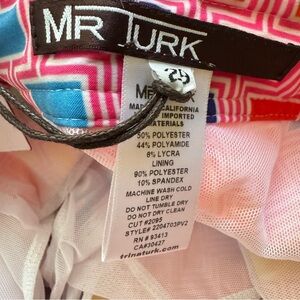 MR TURK
29
MADE IN CALIFORNIA
IMPORTED
MATERIALS
50% POLYESTER
44% POLYAMIDE
6% LYCRA
LINING
90% POLYESTER
10% SPANDEX
MACHINE WASH COLD
LINE DRY
DO NOT TUMBLE DRY
DO NOT DRY CLEAN
CUT #2095
STYLE# 2204703PV2
RN # 93413
CA#30427
trinaturk.com